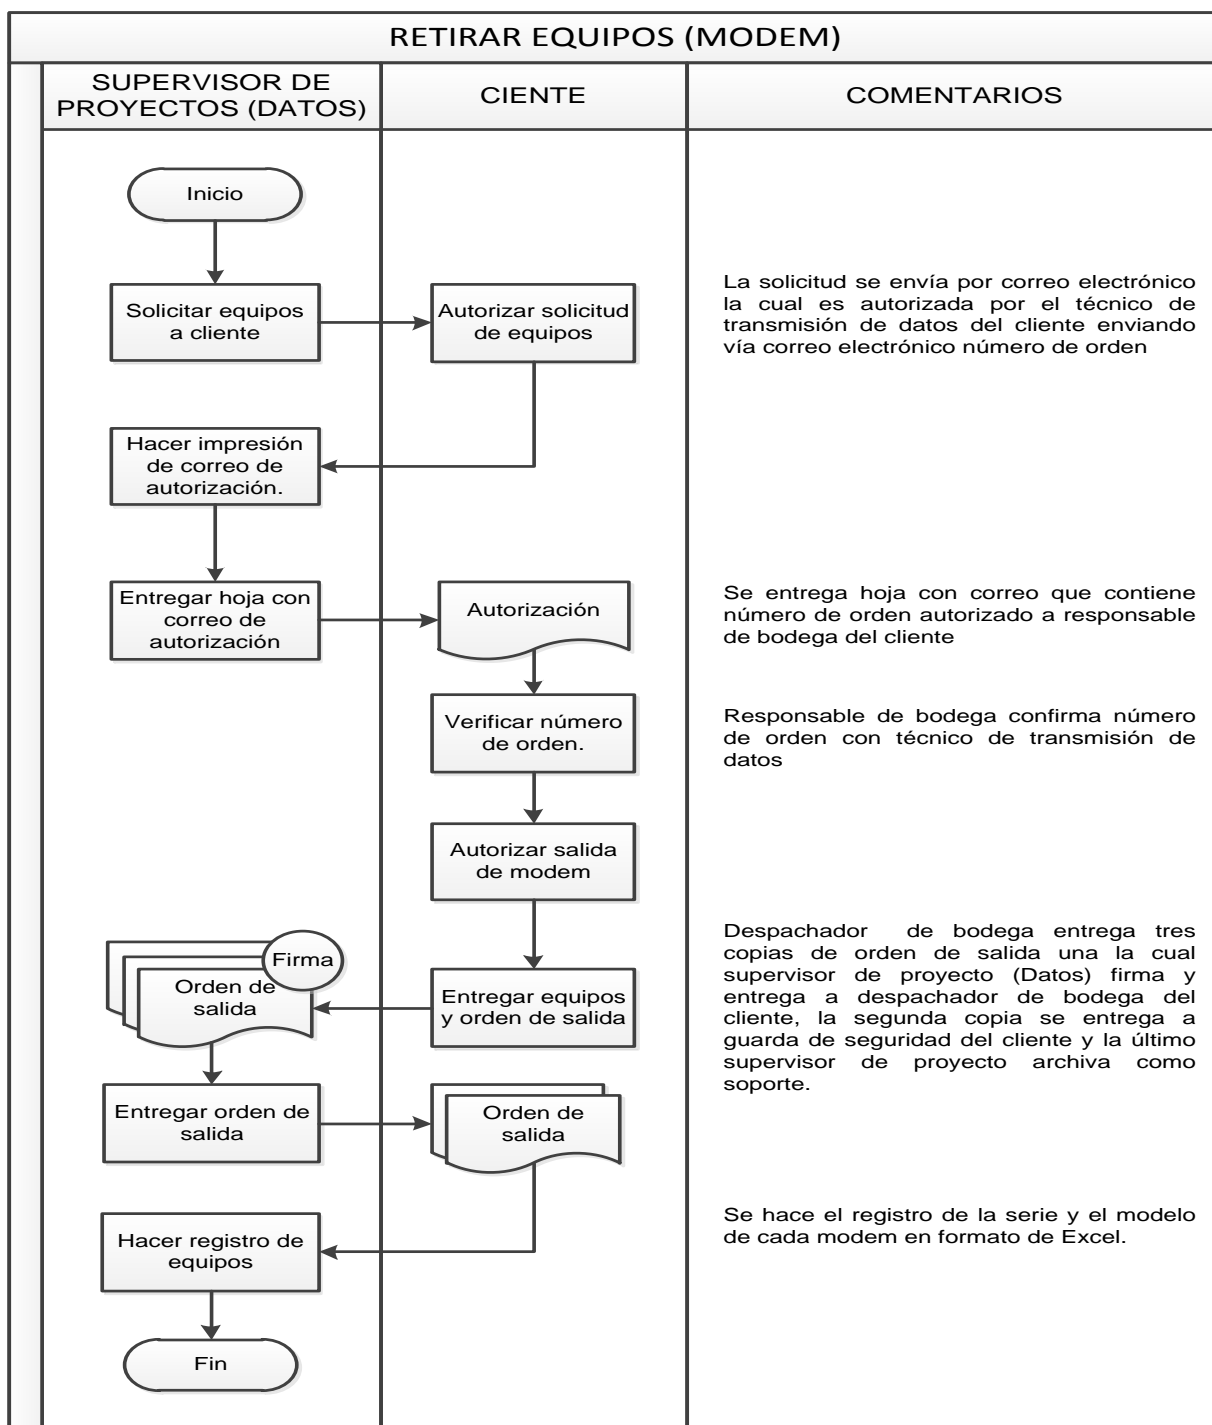 RETIRAR EQUIPOS (MODEM)
SUPERVISOR DE
PROYECTOS (DATOS)
CIENTE
COMENTARIOS
Inicio
Solicitar equipos
a cliente
Autorizar solicitud
de equipos
La solicitud se envía por correo electrónico
la cual es autorizada por el técnico de
transmisión de datos del cliente enviando
vía correo electrónico número de orden
Hacer impresión
de correo de
autorización.
Entregar hoja con
correo de
autorización
Autorización
Se entrega hoja con correo que contiene
número de orden autorizado a responsable
de bodega del cliente
Verificar número
de orden.
Responsable de bodega confirma número
de orden con técnico de transmisión de
datos
Autorizar salida
de modem
Firma
Orden de
salida
Entregar equipos
y orden de salida
Despachador de bodega entrega tres
copias de orden de salida una la cual
supervisor de proyecto (Datos) firma y
entrega a despachador de bodega del
cliente, la segunda copia se entrega a
guarda de seguridad del cliente y la último
supervisor de proyecto archiva como
soporte.
Entregar orden de
salida
Orden de
salida
Hacer registro de
equipos
Se hace el registro de la serie y el modelo
de cada modem en formato de Excel.
Fin